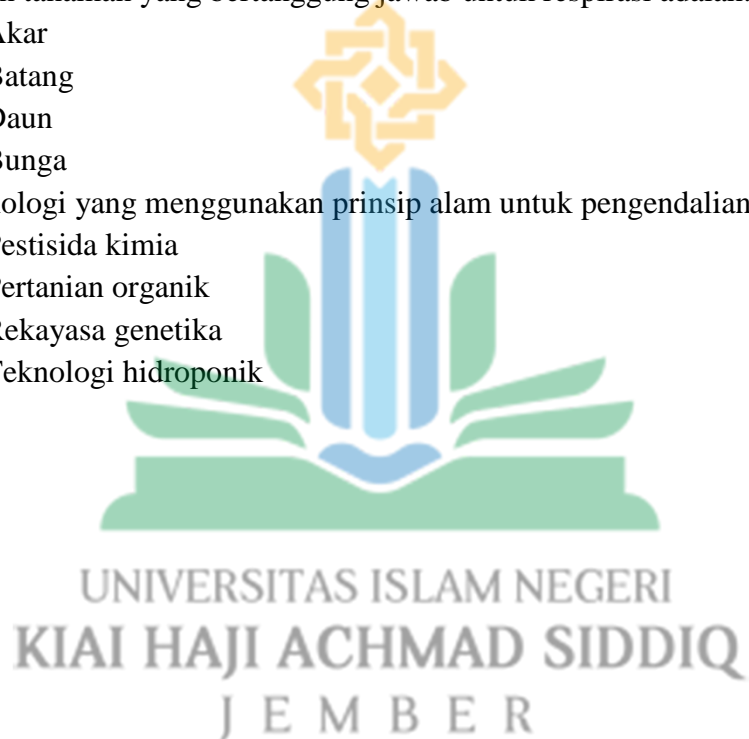 tanaman yang bertanggung jawab untuk respirasi adalah
Akar
Batang
Daun
Bunga
ologi yang menggunakan prinsip alam untuk pengendalian
Pestisida kimia
Pertanian organik
Rekayasa genetika
Teknologi hidroponik
UNIVERSITAS ISLAM NEGERI
KIAI HAJI ACHMAD SIDDIQ
JEMBER